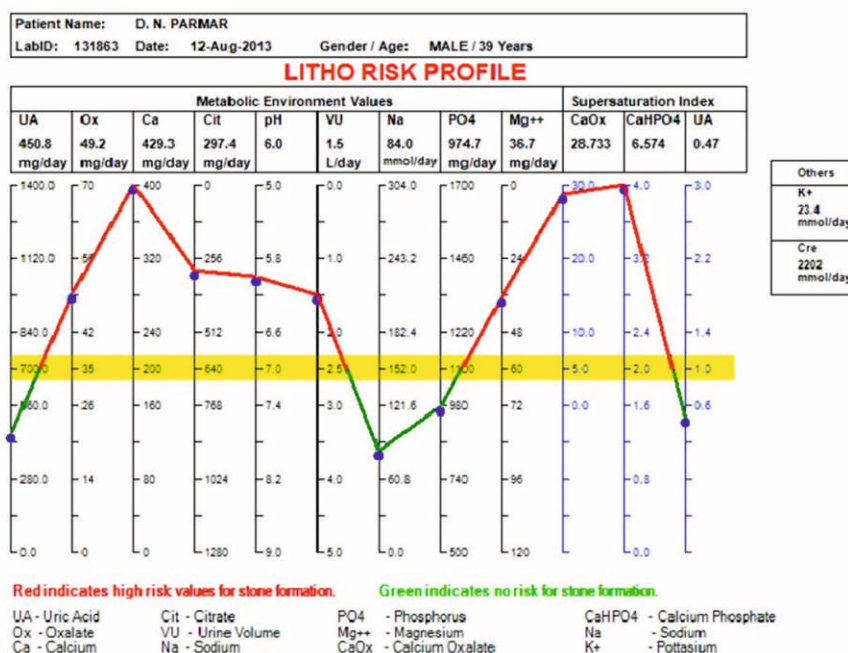 Patient Name: D. N. PARMAR
LabID: 131863 Date: 12-Aug-2013 Gender / Age: MALE / 39 Years
LITHO RISK PROFILE
Metabolic Environment Values Supersaturation Index
UA Ox Ca Cit pH VU Na PO4 Mg++ CaOx CaHPO4 UA
450.8 49.2 429.3 297.4 6.0 1.5 84.0 974.7 36.7 28.733 6.574 0.47
mg/day mg/day mg/day mg/day L/day mmol/day mg/day mg/day
Others
K+
23.4
mmol/day
Cre
2202
mmol/day
1400.0 70 400 0 5.0 0.0 304.0 1700 0 30.0 4.0 3.0
1120.0 320 256 5.8 1.0 243.2 1460 24 20.0 2.2
840.0 42 240 512 6.6 2.0 182.4 1220 48 10.0 2.4 1.4
700.0 35 200 640 7.0 2.5 152.0 1100 60 5.0 2.0 1.0
560.0 26 160 768 7.4 3.0 121.6 980 72 0.0 1.6 0.6
280.0 14 80 1024 8.2 4.0 60.8 740 96 0.8
0.0 0 0 1280 9.0 5.0 0.0 500 120 0.0
Red indicates high risk values for stone formation. Green indicates no risk for stone formation.
UA - Uric Acid Cit - Citrate PO4 - Phosphorus CaHPO4 - Calcium Phosphate
Ox - Oxalate VU - Urine Volume Mg++ - Magnesium Na - Sodium
Ca - Calcium Na - Sodium CaOx - Calcium Oxalate K+ - Pottasium